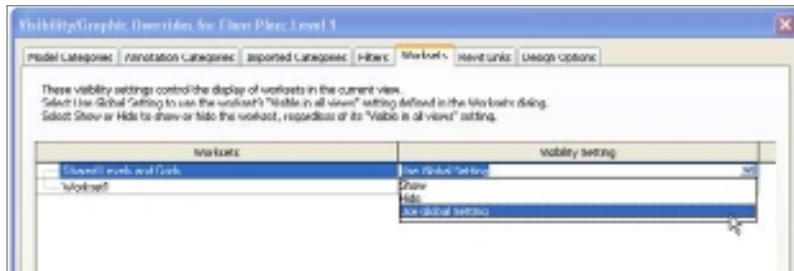 Visibility/Graphic Overrides for Floor Plan: Level 1
Model Categories Annotation Categories Imported Categories Filters Worksets Revit Links Design Options
These visibility settings control the display of worksets in the current view.
Select Use Global Setting to use the workset's "Visible in all views" setting defined in the Worksets dialog.
Select Show or Hide to show or hide the workset, regardless of its "Visible in all views" setting.
Worksets Visibility Setting
Shared Levels and Grids Use Global Setting
Workset1 Show
Hide
Use Global Setting